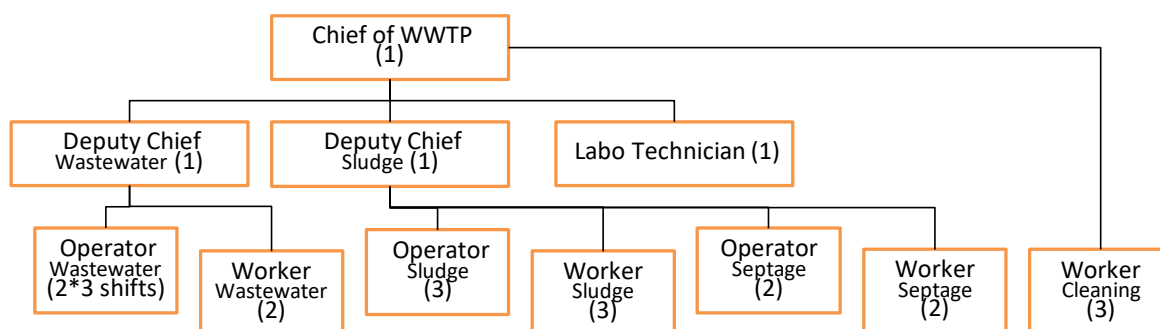 Chief of WWTP
(1)
Deputy Chief
Wastewater (1)
Deputy Chief
Sludge (1)
Labo Technician (1)
Operator
Wastewater
(2*3 shifts)
Worker
Wastewater
(2)
Operator
Sludge
(3)
Worker
Sludge
(3)
Operator
Septage
(2)
Worker
Septage
(2)
Worker
Cleaning
(3)